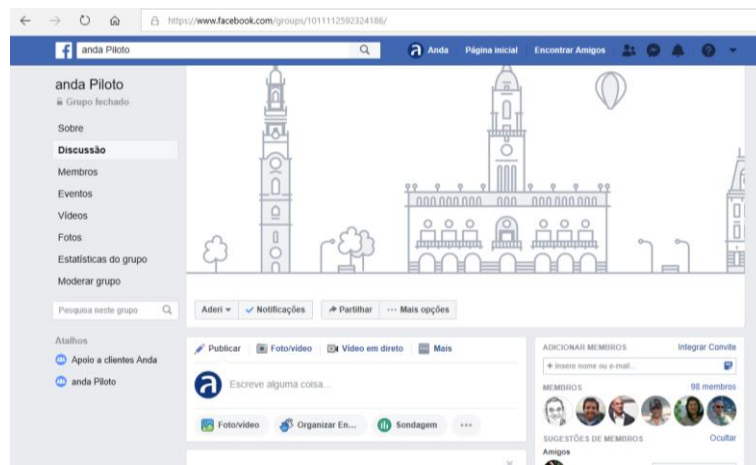 https://www.facebook.com/groups/1011112592324186/
anda Piloto
Anda Página inicial Encontrar Amigos
anda Piloto
Grupo fechado
Sobre
Discussão
Membros
Eventos
Vídeos
Fotos
Estatísticas do grupo
Moderar grupo
Pesquisa neste grupo
Atalhos
Apoio a clientes Anda
anda Piloto
Aderi Notificações Partilhar ··· Mais opções
Publicar Foto/vídeo Vídeo em direto Mais
Escreve alguma coisa...
Foto/vídeo Organizar En... Sondagem
ADICIONAR MEMBROS Integrar Convite
+ Insere nome ou e-mail...
MEMBROS 98 membros
SUGESTÕES DE MEMBROS Ocultar
Amigos